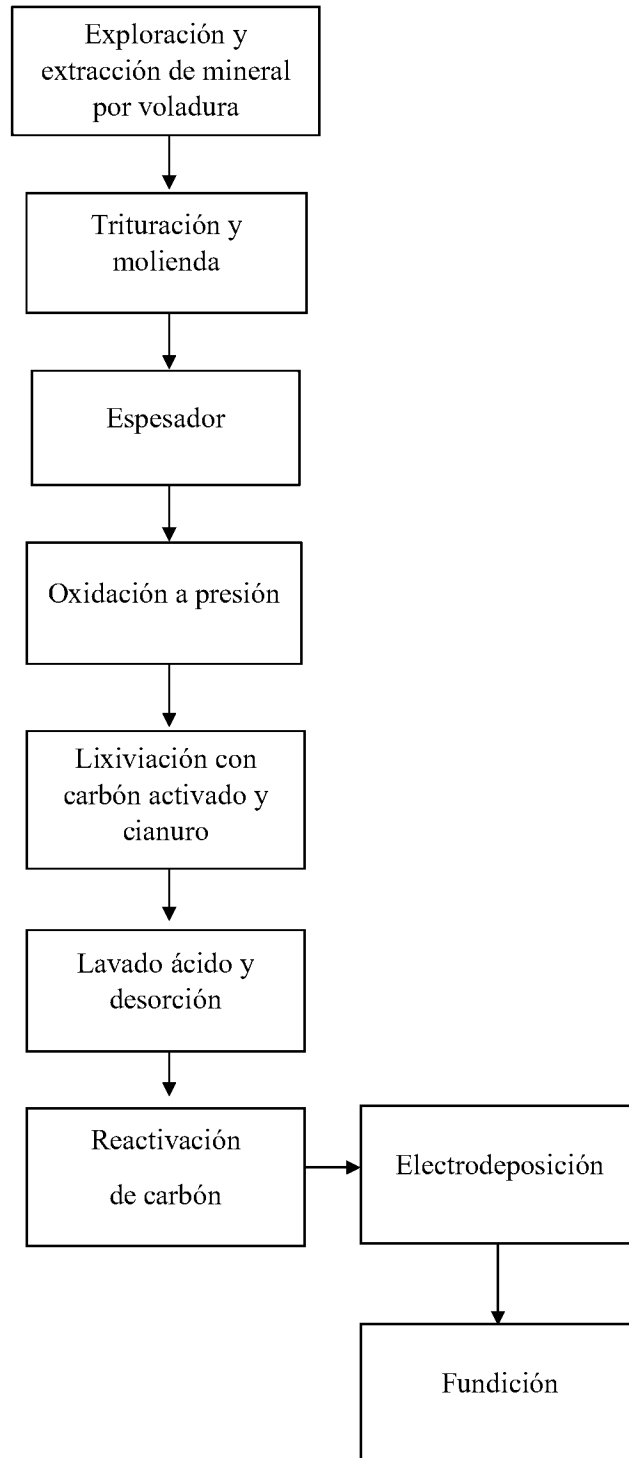 Exploración y
extracción de mineral
por voladura
Trituración y
molienda
Espesador
Oxidación a presión
Lixiviación con
carbón activado y
cianuro
Lavado ácido y
desorción
Reactivación
de carbón
Electrodeposición
Fundición